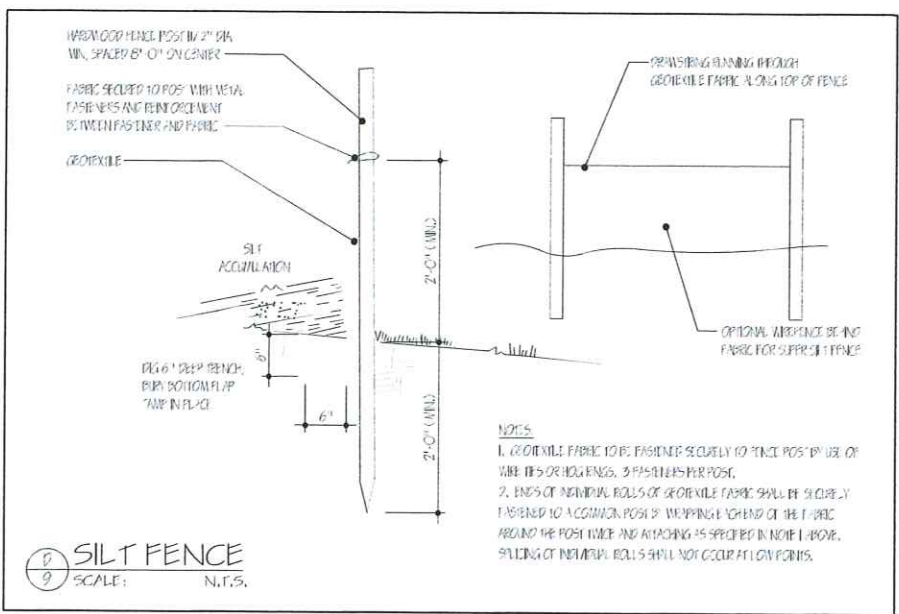 HARDWOOD FENCE POST W/ 2" DIA.
MIN, SPACED 8'-0" ON CENTER
FABRIC SECURED TO POST WITH METAL
FASTENERS AND REINFORCEMENT
BETWEEN FASTENER AND FABRIC
GEOTEXTILE
SILT
ACCUMULATION
6"
DIG 6" DEEP TRENCH,
BURY BOTTOM FLAP
TAMP IN PLACE
6"
2'-0" (MIN.)
2'-0" (MIN.)
DRAWSTRING RUNNING THROUGH
GEOTEXTILE FABRIC ALONG TOP OF FENCE
OPTIONAL WIREFENCE BEHIND
FABRIC FOR SUPER SILT FENCE
NOTES:
1. GEOTEXTILE FABRIC TO BE FASTENED SECURELY TO FENCE POST BY USE OF
WIRE TIES OR HOG RINGS. 3 FASTENERS PER POST.
2. ENDS OF INDIVIDUAL ROLLS OF GEOTEXTILE FABRIC SHALL BE SECURELY
FASTENED TO A COMMON POST BY WRAPPING EACH END OF THE FABRIC
AROUND THE POST TWICE AND ATTACHING AS SPECIFIED IN NOTE 1 ABOVE.
SPLICING OF INDIVIDUAL ROLLS SHALL NOT OCCUR AT LOW POINTS.
D
9
SILT FENCE
SCALE: N.T.S.